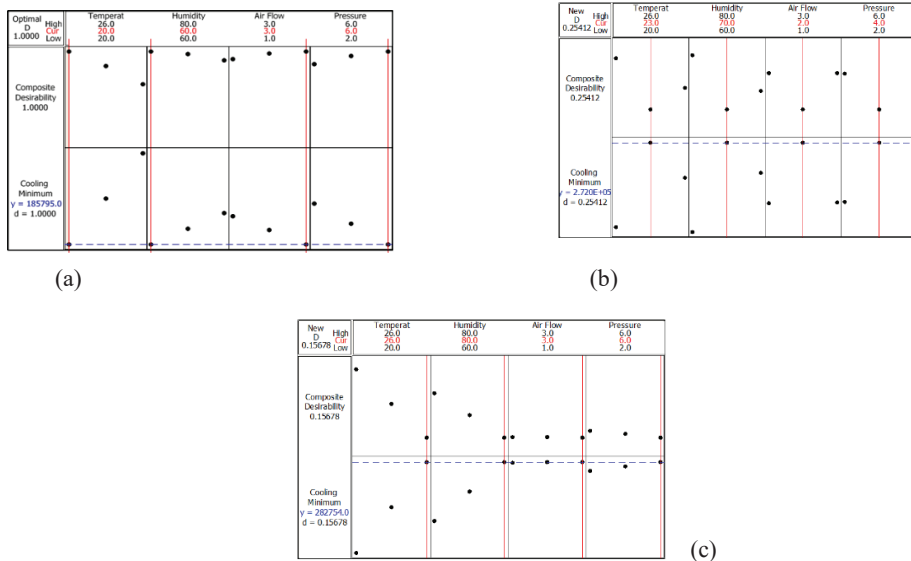 Optimal High Temperat Humidity Air Flow Pressure
D 26.0 80.0 3.0 6.0
1.0000 Cur 20.0 60.0 3.0 6.0
Low 20.0 60.0 1.0 2.0
Composite
Desirability
1.0000
Cooling
Minimum
y = 185795.0
d = 1.0000
(a)
New High Temperat Humidity Air Flow Pressure
D 26.0 80.0 3.0 6.0
0.25412 Cur 23.0 70.0 2.0 4.0
Low 20.0 60.0 1.0 2.0
Composite
Desirability
0.25412
Cooling
Minimum
y = 2.720E+05
d = 0.25412
(b)
New High Temperat Humidity Air Flow Pressure
D 26.0 80.0 3.0 6.0
0.15678 Cur 26.0 80.0 3.0 6.0
Low 20.0 60.0 1.0 2.0
Composite
Desirability
0.15678
Cooling
Minimum
y = 282754.0
d = 0.15678
(c)